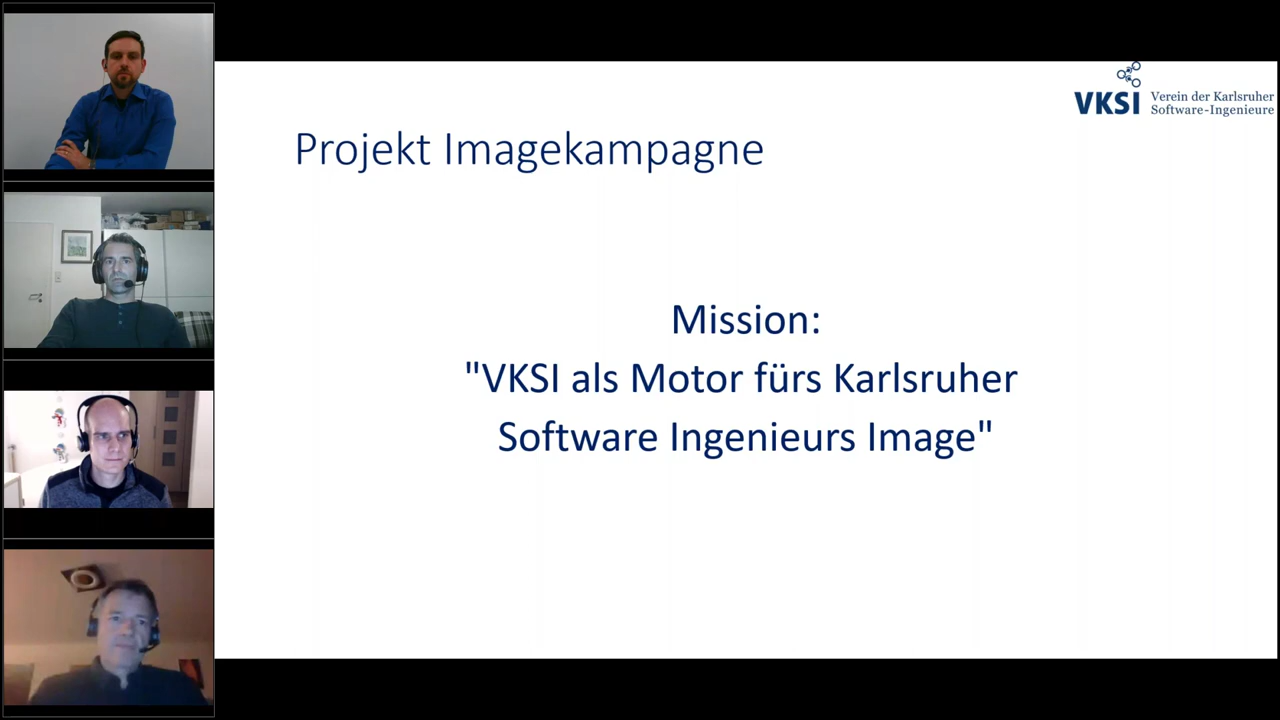 VKSI Verein der Karlsruher
Software-Ingenieure
Projekt Imagekampagne
Mission:
"VKSI als Motor fürs Karlsruher
Software Ingenieurs Image"